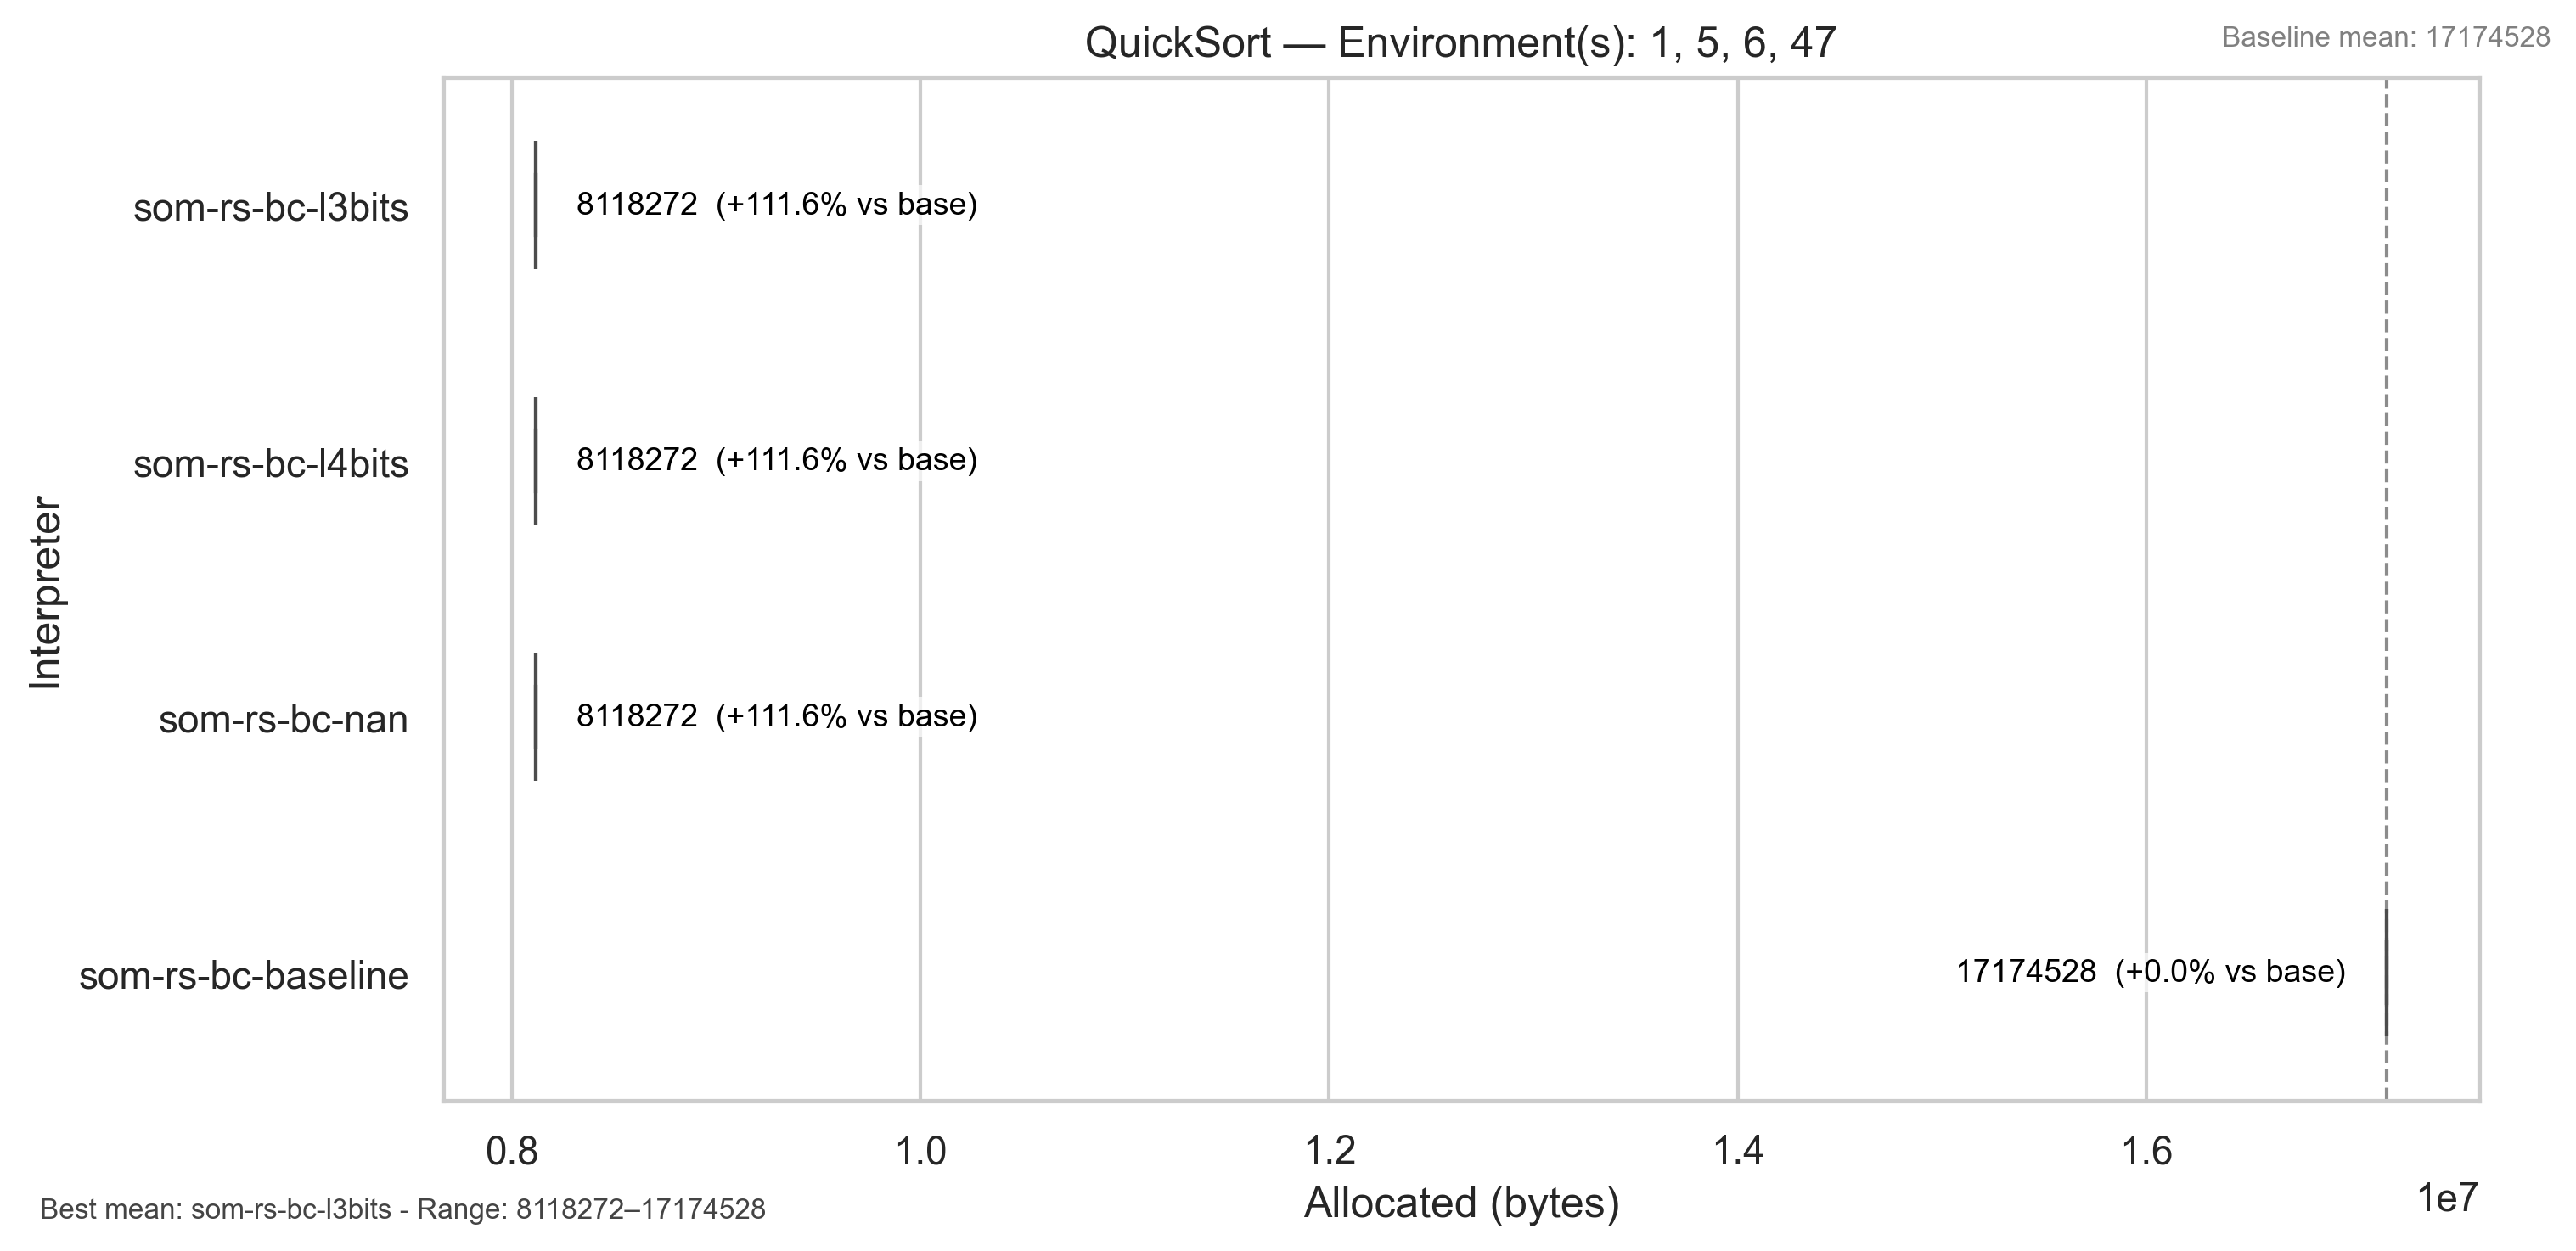 QuickSort — Environment(s): 1, 5, 6, 47
Baseline mean: 17174528
Interpreter
som-rs-bc-l3bits
8118272 (+111.6% vs base)
som-rs-bc-l4bits
8118272 (+111.6% vs base)
som-rs-bc-nan
8118272 (+111.6% vs base)
som-rs-bc-baseline
17174528 (+0.0% vs base)
0.8 1.0 1.2 1.4 1.6
1e7
Allocated (bytes)
Best mean: som-rs-bc-l3bits - Range: 8118272–17174528